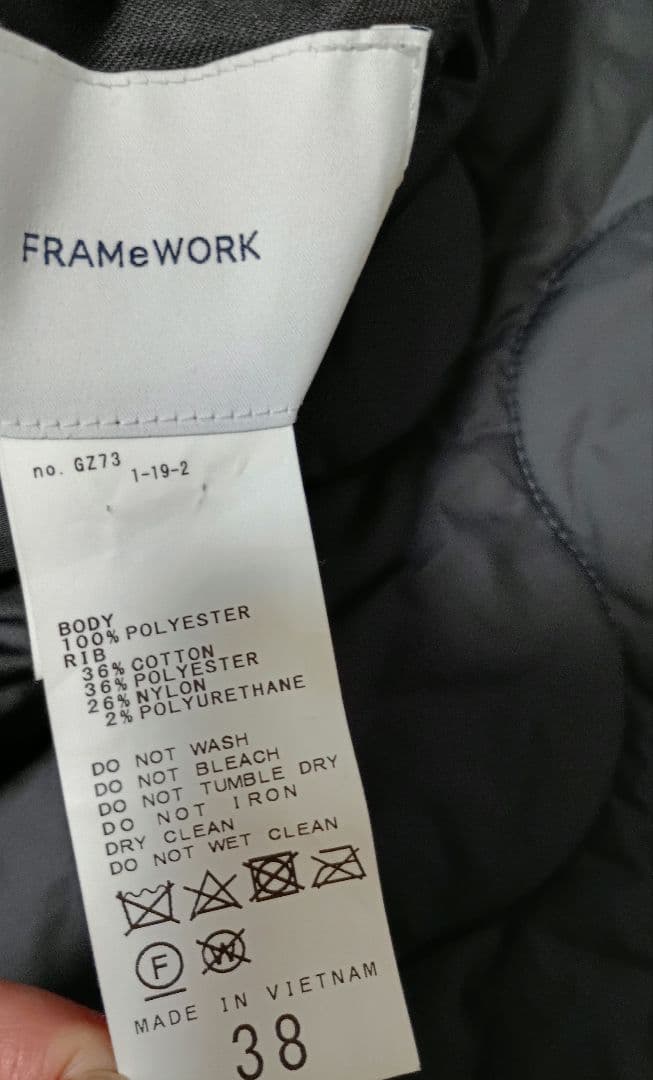 FRAMeWORK
no. GZ73
1-19-2
BODY
100% POLYESTER
RIB
36% COTTON
36% POLYESTER
26% NYLON
2% POLYURETHANE
DO NOT WASH
DO NOT BLEACH
DO NOT TUMBLE DRY
DO NOT IRON
DRY CLEAN
DO NOT WET CLEAN
F W
MADE IN VIETNAM
38